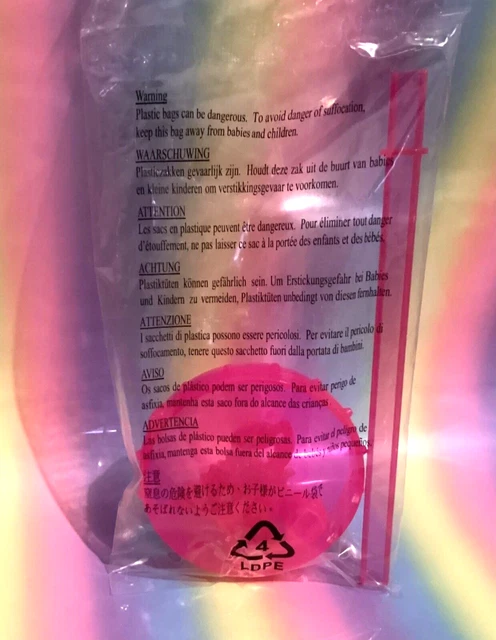 Warning
Plastic bags can be dangerous. To avoid danger of suffocation,
keep this bag away from babies and children.
WAARSCHUWING
Plasticzakken gevaarlijk zijn. Houdt deze zak uit de buurt van babies
en kleine kinderen om verstikkingsgevaar te voorkomen.
ATTENTION
Les sacs en plastique peuvent être dangereux. Pour éliminer tout danger
d'étouffement, ne pas laisser ce sac à la portée des enfants et des bébés.
ACHTUNG
Plastiktüten können gefährlich sein. Um Erstickungsgefahr bei Babies
und Kindern zu vermeiden, Plastiktüten unbedingt von diesen fernhalten.
ATTENZIONE
I sacchetti di plastica possono essere pericolosi. Per evitare il pericolo di
soffocamento, tenere questo sacchetto fuori dalla portata di bambini.
AVISO
Os sacos de plástico podem ser perigosos. Para evitar perigo de
asfixia, mantenha esta saco fora do alcance das crianças
ADVERTENCIA
Las bolsas de plástico pueden ser peligrosas. Para evitar el peligro de
asfixia, mantenga esta bolsa fuera del alcance de bebés y niños pequeños.
注意
窒息の危険を避けるため、お子様がビニール袋で
あそばれないようご注意ください。
4
LDPE